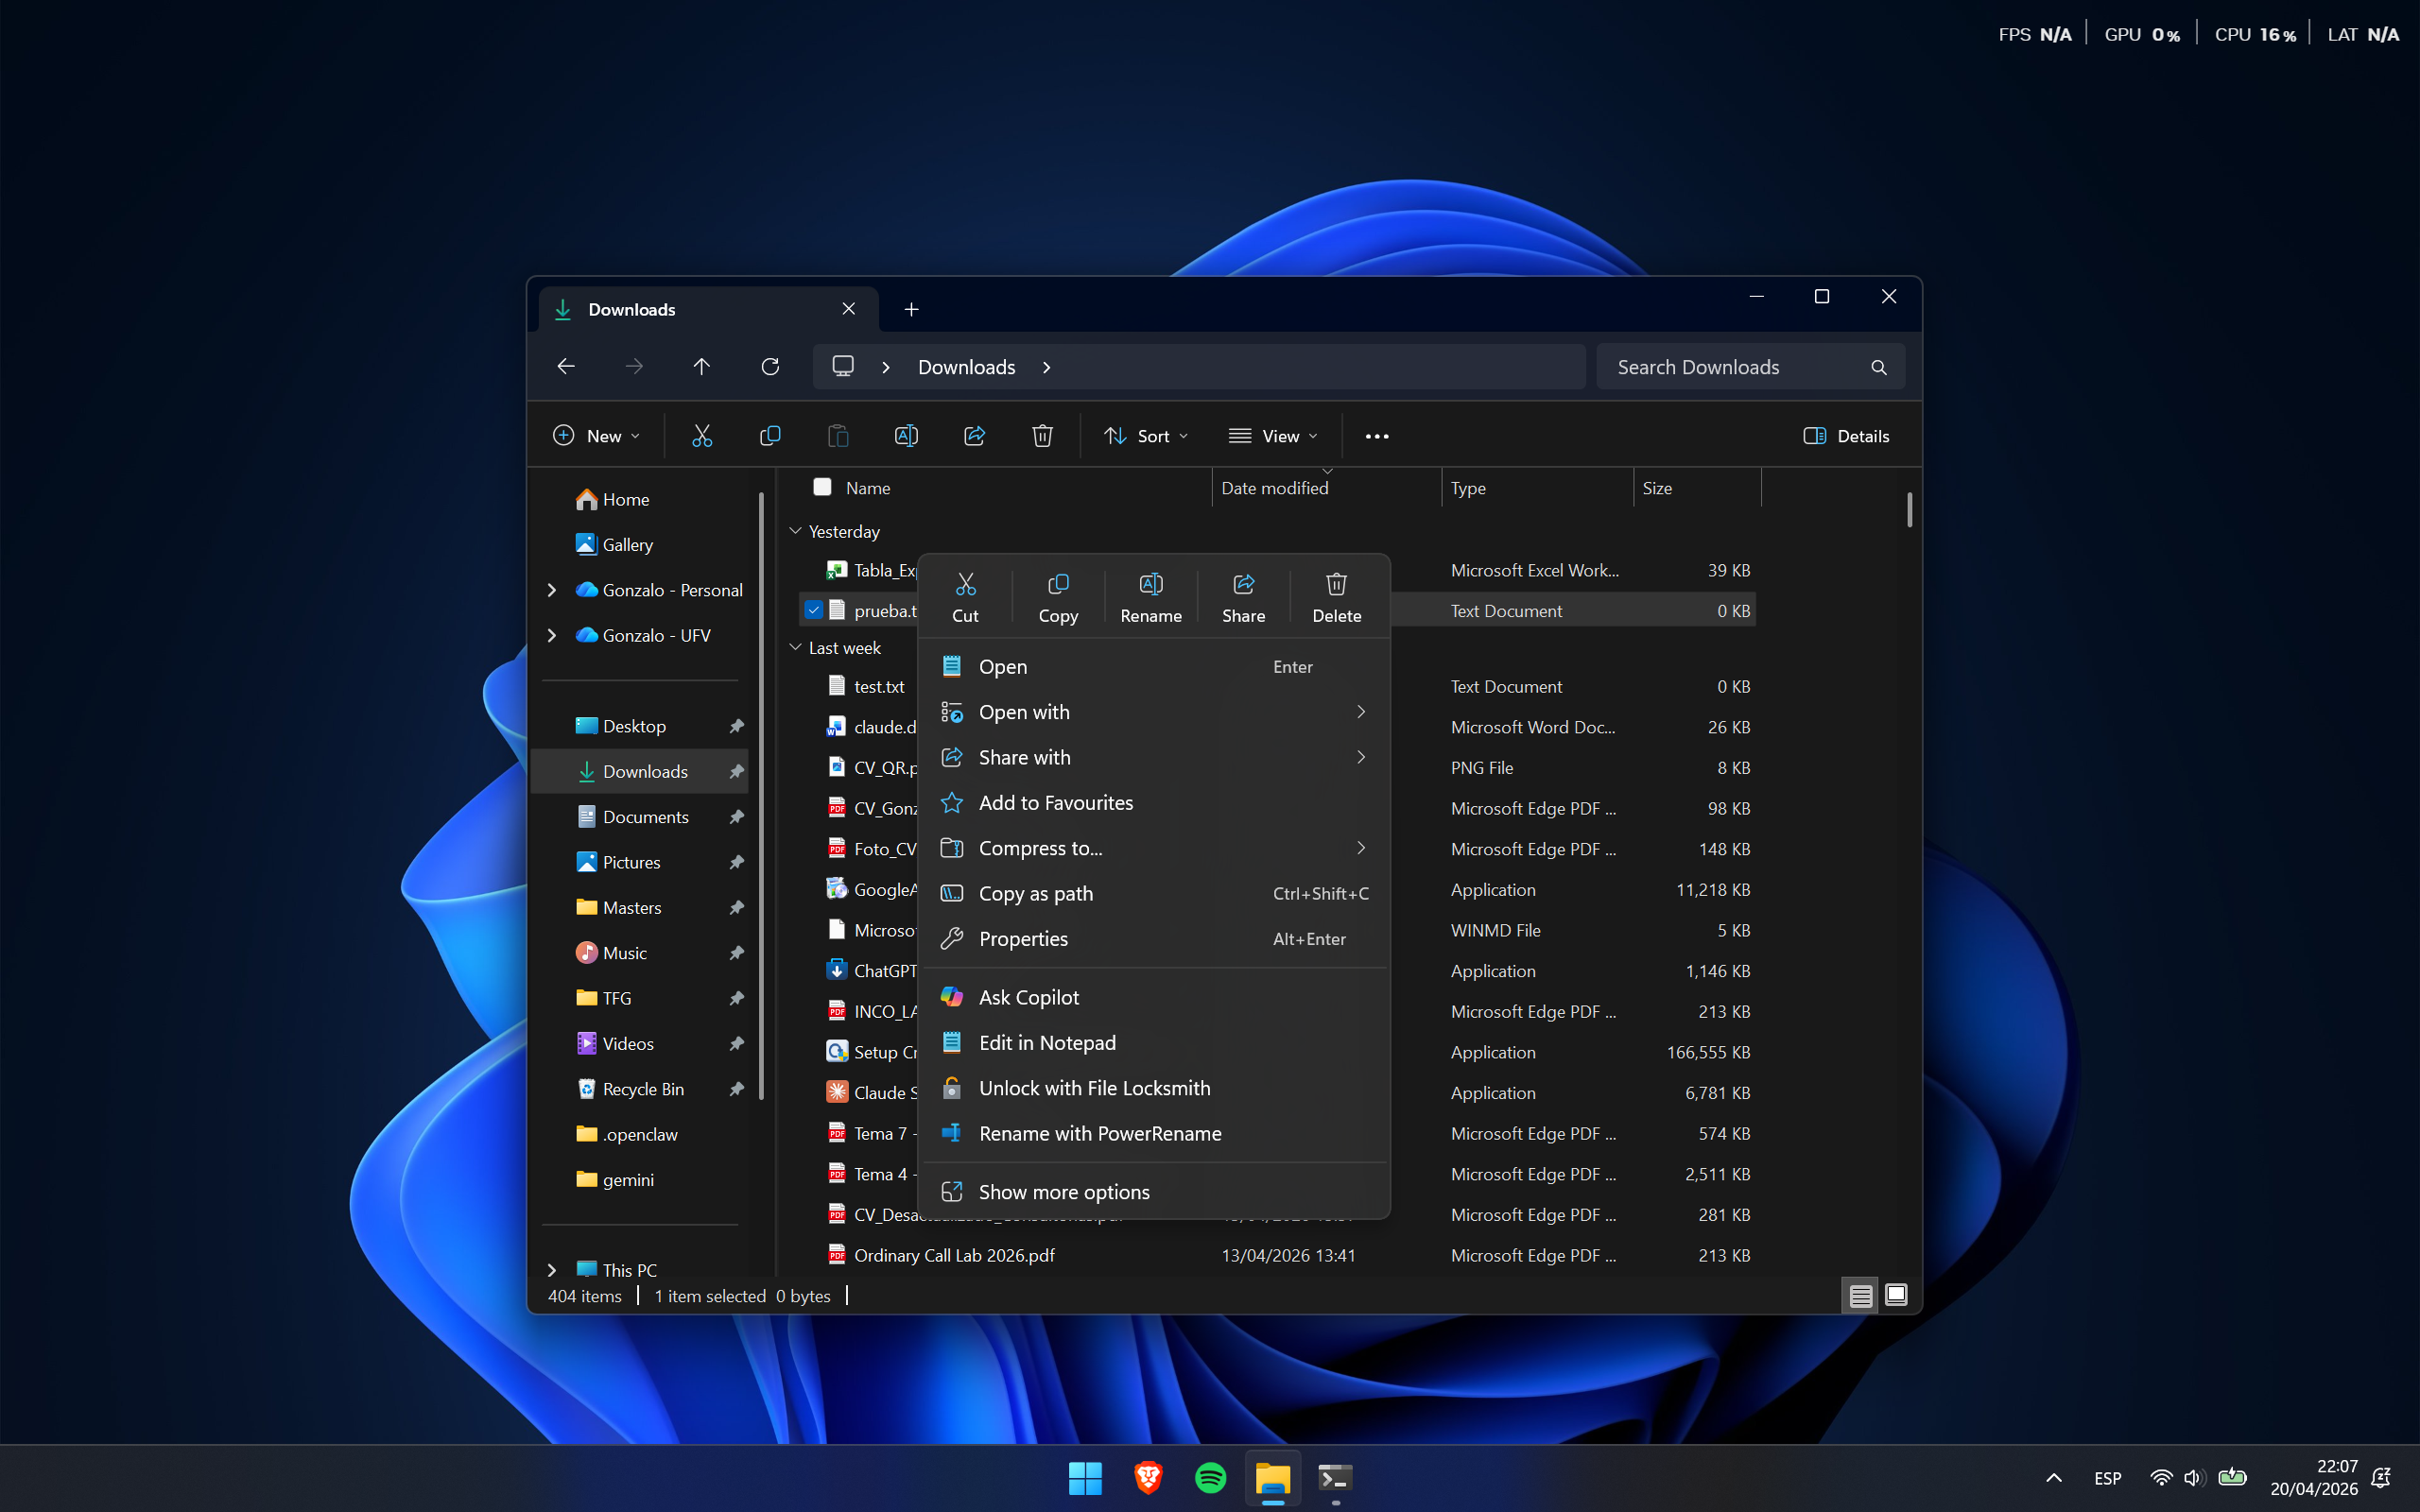 FPS N/A GPU 0% CPU 16% LAT N/A
Downloads
Downloads
Search Downloads
New
Sort
View
Details
Home
Gallery
Gonzalo - Personal
Gonzalo - UFV
Desktop
Downloads
Documents
Pictures
Masters
Music
TFG
Videos
Recycle Bin
.openclaw
gemini
This PC
Name Date modified Type Size
Yesterday
Tabla_Ex Microsoft Excel Work... 39 KB
prueba.t Text Document 0 KB
Last week
test.txt Text Document 0 KB
claude.d Microsoft Word Doc... 26 KB
CV_QR.p PNG File 8 KB
CV_Gonz Microsoft Edge PDF ... 98 KB
Foto_CV Microsoft Edge PDF ... 148 KB
GoogleA Application 11,218 KB
Microso WINMD File 5 KB
ChatGPT Application 1,146 KB
INCO_LA Microsoft Edge PDF ... 213 KB
Setup Cr Application 166,555 KB
Claude S Application 6,781 KB
Tema 7 - Microsoft Edge PDF ... 574 KB
Tema 4 - Microsoft Edge PDF ... 2,511 KB
Microsoft Edge PDF ... 281 KB
Ordinary Call Lab 2026.pdf 13/04/2026 13:41 Microsoft Edge PDF ... 213 KB
Cut Copy Rename Share Delete
Open Enter
Open with
Share with
Add to Favourites
Compress to...
Copy as path Ctrl+Shift+C
Properties Alt+Enter
Ask Copilot
Edit in Notepad
Unlock with File Locksmith
Rename with PowerRename
Show more options
404 items 1 item selected 0 bytes
ESP
22:07
20/04/2026